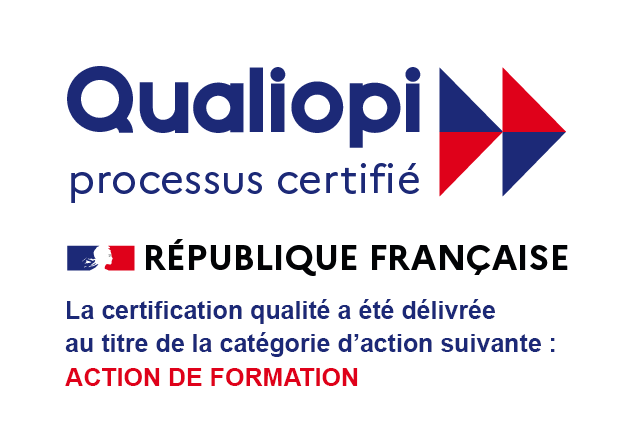 Qualiopi
processus certifié
RÉPUBLIQUE FRANÇAISE
La certification qualité a été délivrée
au titre de la catégorie d’action suivante :
ACTION DE FORMATION